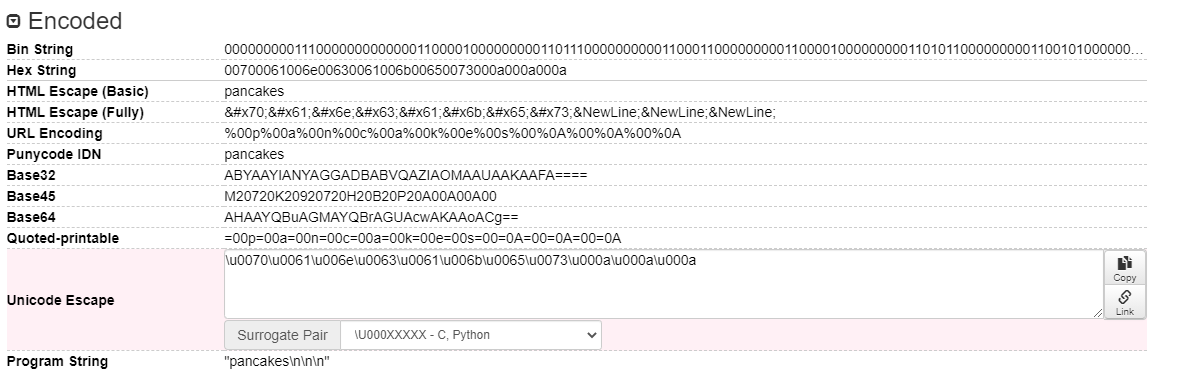 Encoded
Bin String 0000000001110000000000000110000100000000011011100000000001100011000000000110000100000000011010110000000001100101000000...
Hex String 00700061006e00630061006b00650073000a000a000a
HTML Escape (Basic) pancakes
HTML Escape (Fully) &#x70;&#x61;&#x6e;&#x63;&#x61;&#x6b;&#x65;&#x73;&NewLine;&NewLine;&NewLine;
URL Encoding %00p%00a%00n%00c%00a%00k%00e%00s%00%0A%00%0A%00%0A
Punycode IDN pancakes
Base32 ABYAAYIANYAGGADBABVQAZIAOMAAUAAKAAFA====
Base45 M20720K20920720H20B20P20A00A00A00
Base64 AHAAYQBuAGMAYQBrAGUAcwAKAAoACg==
Quoted-printable =00p=00a=00n=00c=00a=00k=00e=00s=00=0A=00=0A=00=0A
Unicode Escape \u0070\u0061\u006e\u0063\u0061\u006b\u0065\u0073\u000a\u000a\u000a
Copy
Link
Surrogate Pair \U000XXXXX - C, Python
Program String "pancakes\n\n\n"